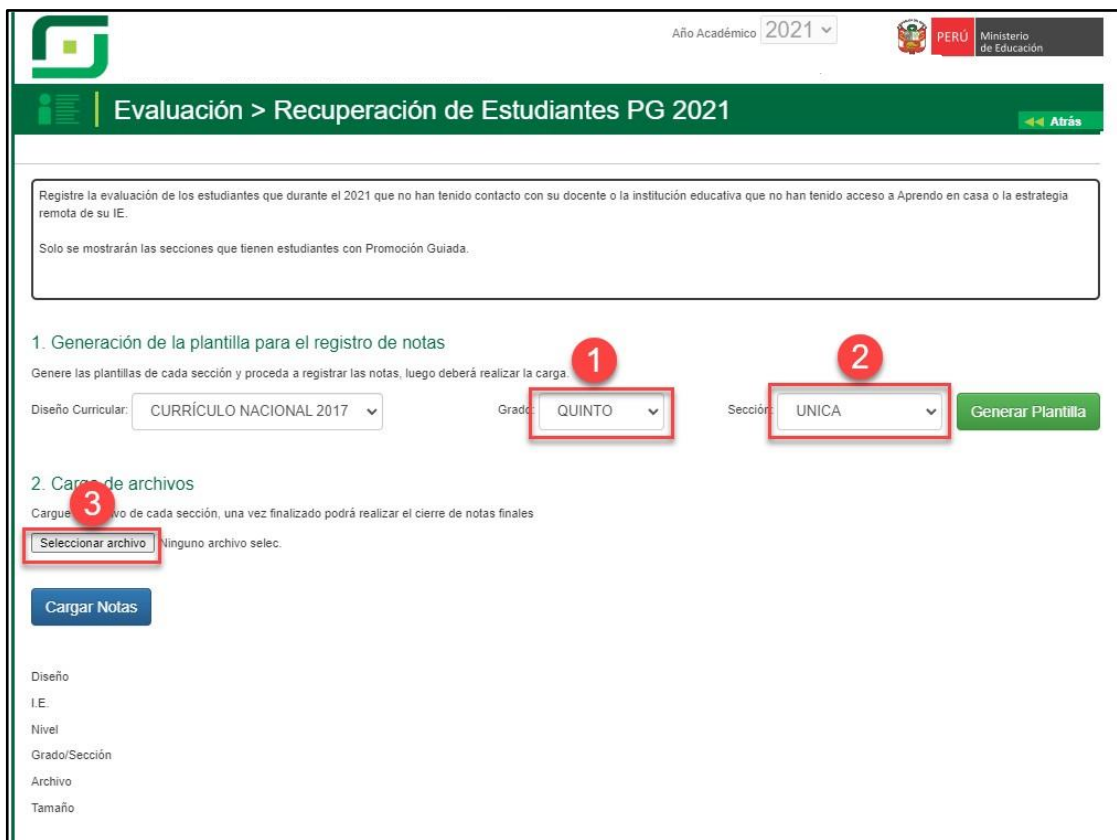 Año Académico 2021
PERÚ Ministerio
de Educación
Evaluación > Recuperación de Estudiantes PG 2021
Atrás
Registre la evaluación de los estudiantes que durante el 2021 que no han tenido contacto con su docente o la institución educativa que no han tenido acceso a Aprendo en casa o la estrategia
remota de su IE.
Solo se mostrarán las secciones que tienen estudiantes con Promoción Guiada.
1. Generación de la plantilla para el registro de notas
1
2
Genere las plantillas de cada sección y proceda a registrar las notas, luego deberá realizar la carga.
Diseño Curricular: CURRÍCULO NACIONAL 2017 Grado: QUINTO Sección: UNICA Generar Plantilla
2. Carga de archivos
3
Cargue vo de cada sección, una vez finalizado podrá realizar el cierre de notas finales
Seleccionar archivo Ninguno archivo selec.
Cargar Notas
Diseño
I.E.
Nivel
Grado/Sección
Archivo
Tamaño